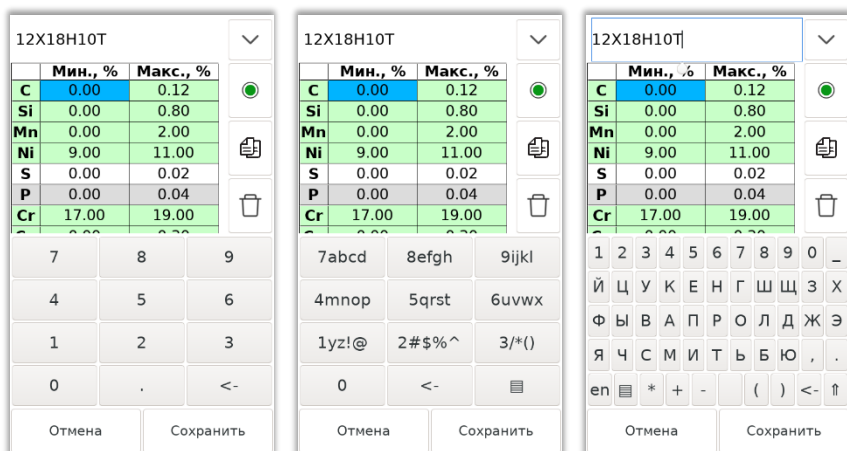 12X18H10T
Мин., % Макс., %
C 0.00 0.12
Si 0.00 0.80
Mn 0.00 2.00
Ni 9.00 11.00
S 0.00 0.02
P 0.00 0.04
Cr 17.00 19.00
7 8 9
4 5 6
1 2 3
0 . <-
Отмена Сохранить
12X18H10T
Мин., % Макс., %
C 0.00 0.12
Si 0.00 0.80
Mn 0.00 2.00
Ni 9.00 11.00
S 0.00 0.02
P 0.00 0.04
Cr 17.00 19.00
7abcd 8efgh 9ijkl
4mnop 5qrst 6uvwx
1yz!@ 2#$%^ 3/*()
0 <- ▤
Отмена Сохранить
12X18H10T
Мин., % Макс., %
C 0.00 0.12
Si 0.00 0.80
Mn 0.00 2.00
Ni 9.00 11.00
S 0.00 0.02
P 0.00 0.04
Cr 17.00 19.00
1 2 3 4 5 6 7 8 9 0 _
Й Ц У К Е Н Г Ш Щ З Х
Ф Ы В А П Р О Л Д Ж Э
Я Ч С М И Т Ь Б Ю , .
en ▤ * + - ( ) <- ⇑
Отмена Сохранить